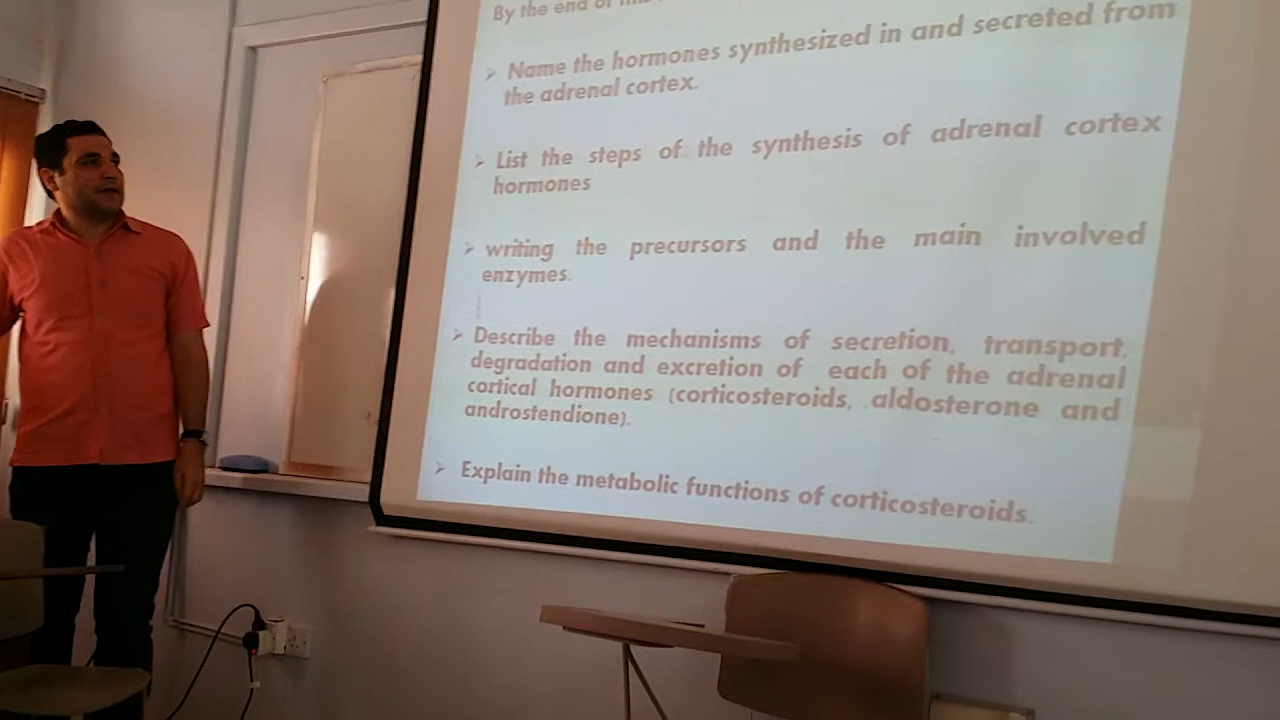 By the end of this
Name the hormones synthesized in and secreted from
the adrenal cortex.
List the steps of the synthesis of adrenal cortex
hormones
writing the precursors and the main involved
enzymes.
Describe the mechanisms of secretion, transport,
degradation and excretion of each of the adrenal
cortical hormones (corticosteroids, aldosterone and
androstendione).
Explain the metabolic functions of corticosteroids.